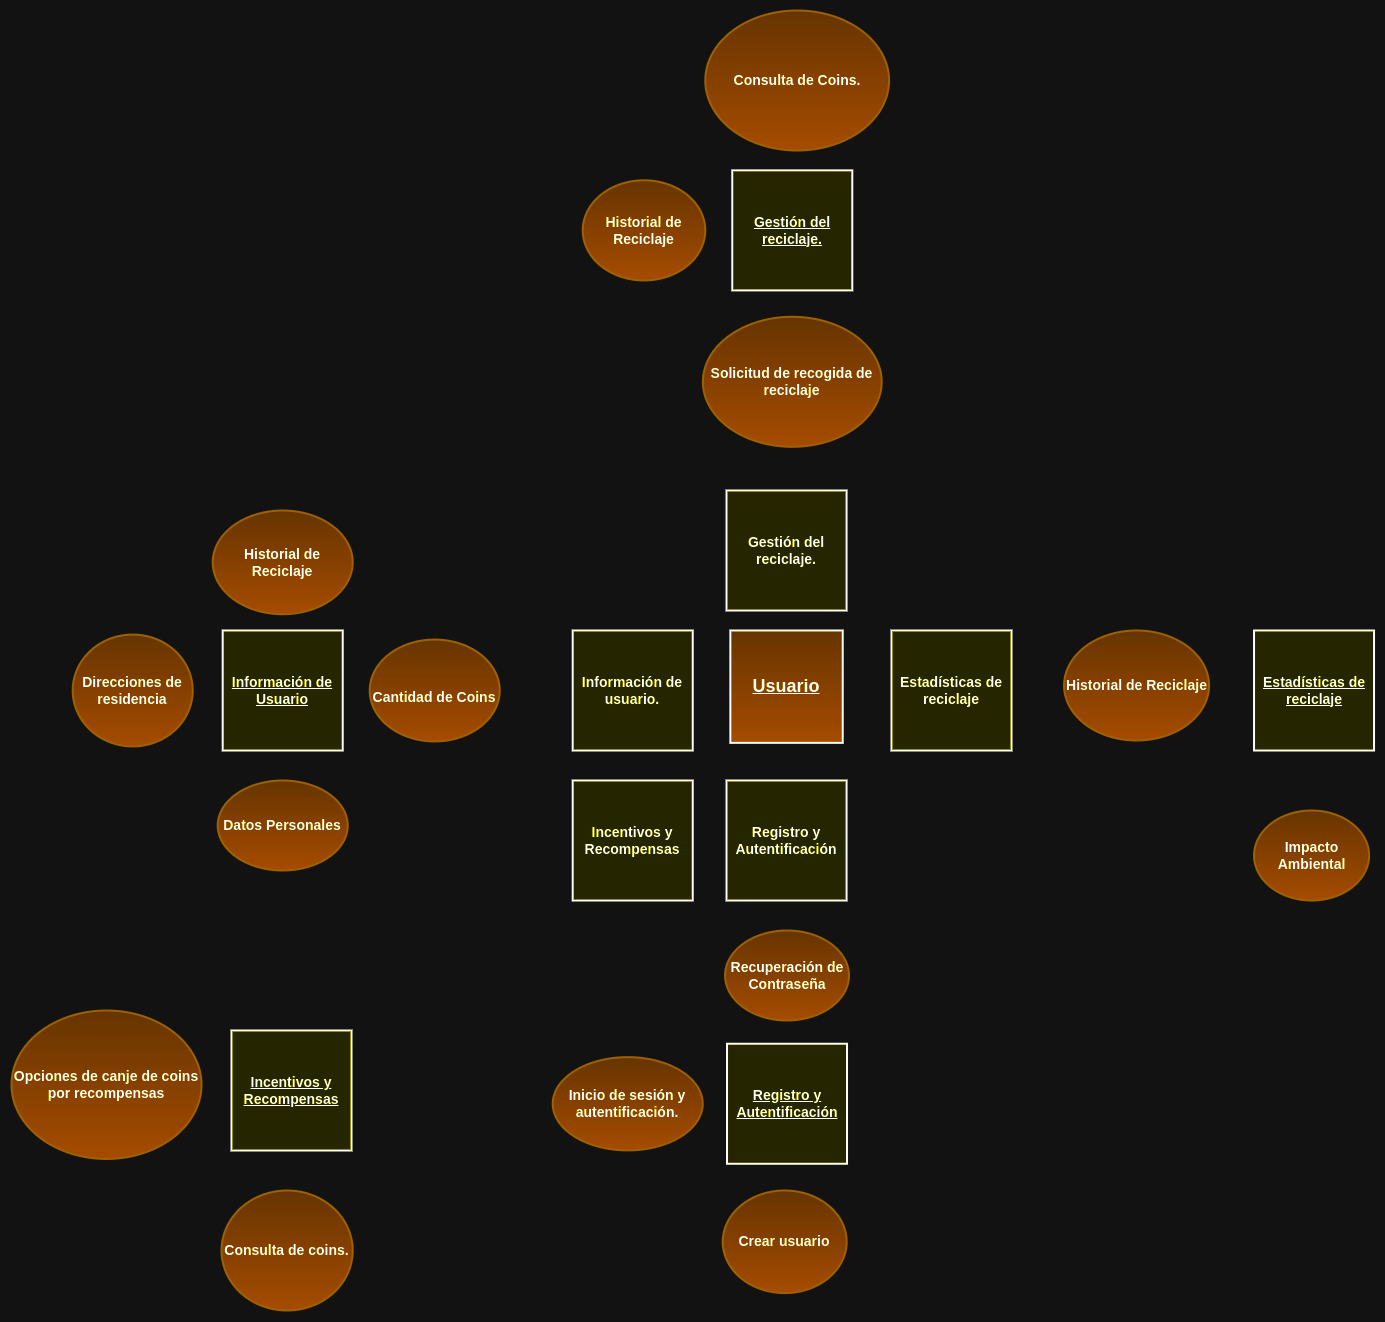 Consulta de Coins.
Historial de
Reciclaje
Gestión del
reciclaje.
Solicitud de recogida de
reciclaje
Gestión del
reciclaje.
Historial de
Reciclaje
Direcciones de
residencia
Información de
Usuario
Cantidad de Coins
Información de
usuario.
Usuario
Estadísticas de
reciclaje
Historial de Reciclaje
Estadísticas de
reciclaje
Datos Personales
Incentivos y
Recompensas
Registro y
Autentificación
Impacto
Ambiental
Recuperación de
Contraseña
Opciones de canje de coins
por recompensas
Incentivos y
Recompensas
Inicio de sesión y
autentificación.
Registro y
Autentificación
Consulta de coins.
Crear usuario